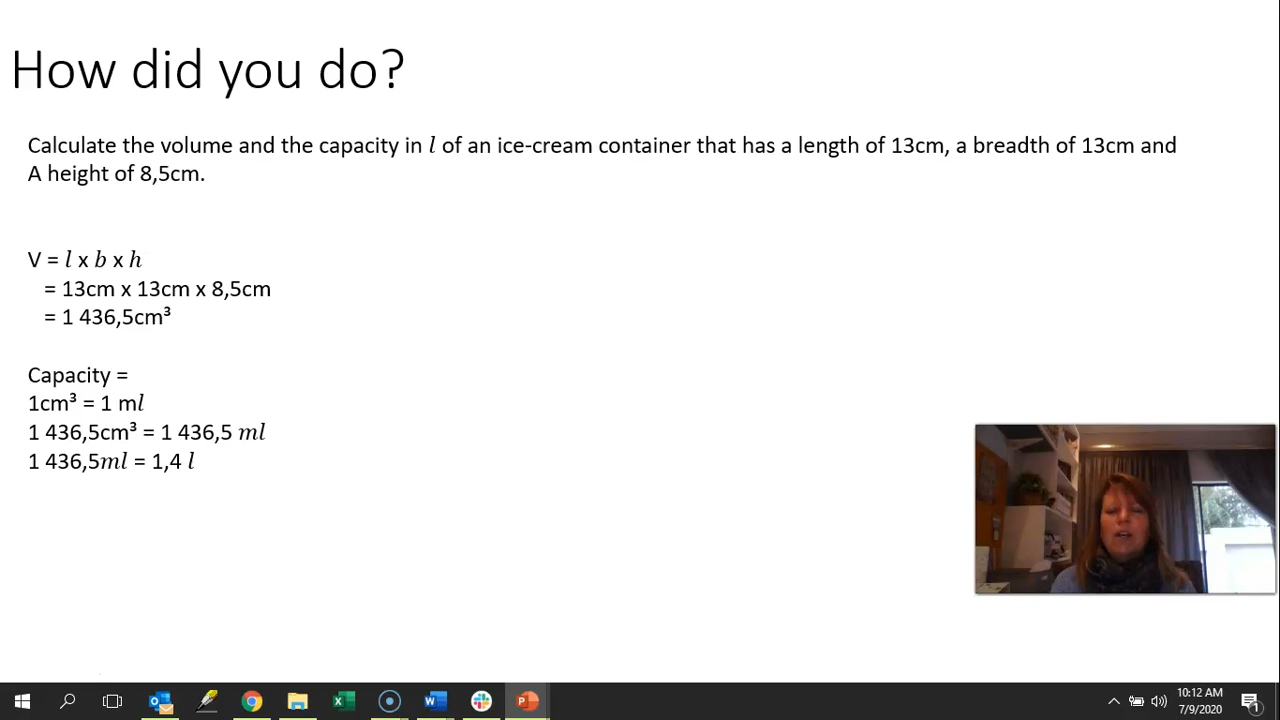 How did you do?
Calculate the volume and the capacity in l of an ice-cream container that has a length of 13cm, a breadth of 13cm and
A height of 8,5cm.
V = l x b x h
= 13cm x 13cm x 8,5cm
= 1 436,5cm³
Capacity =
1cm³ = 1 ml
1 436,5cm³ = 1 436,5 ml
1 436,5ml = 1,4 l
10:12 AM
7/9/2020
1